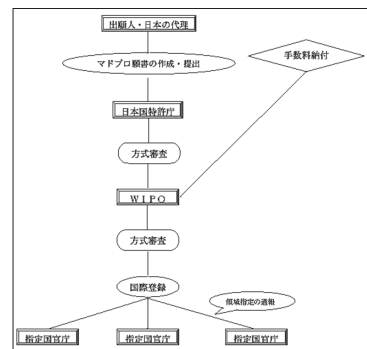 出願人・日本の代理
マドプロ願書の作成・提出
手数料納付
日本国特許庁
方式審査
ＷＩＰＯ
方式審査
国際登録
領域指定の通報
指定国官庁
指定国官庁
指定国官庁